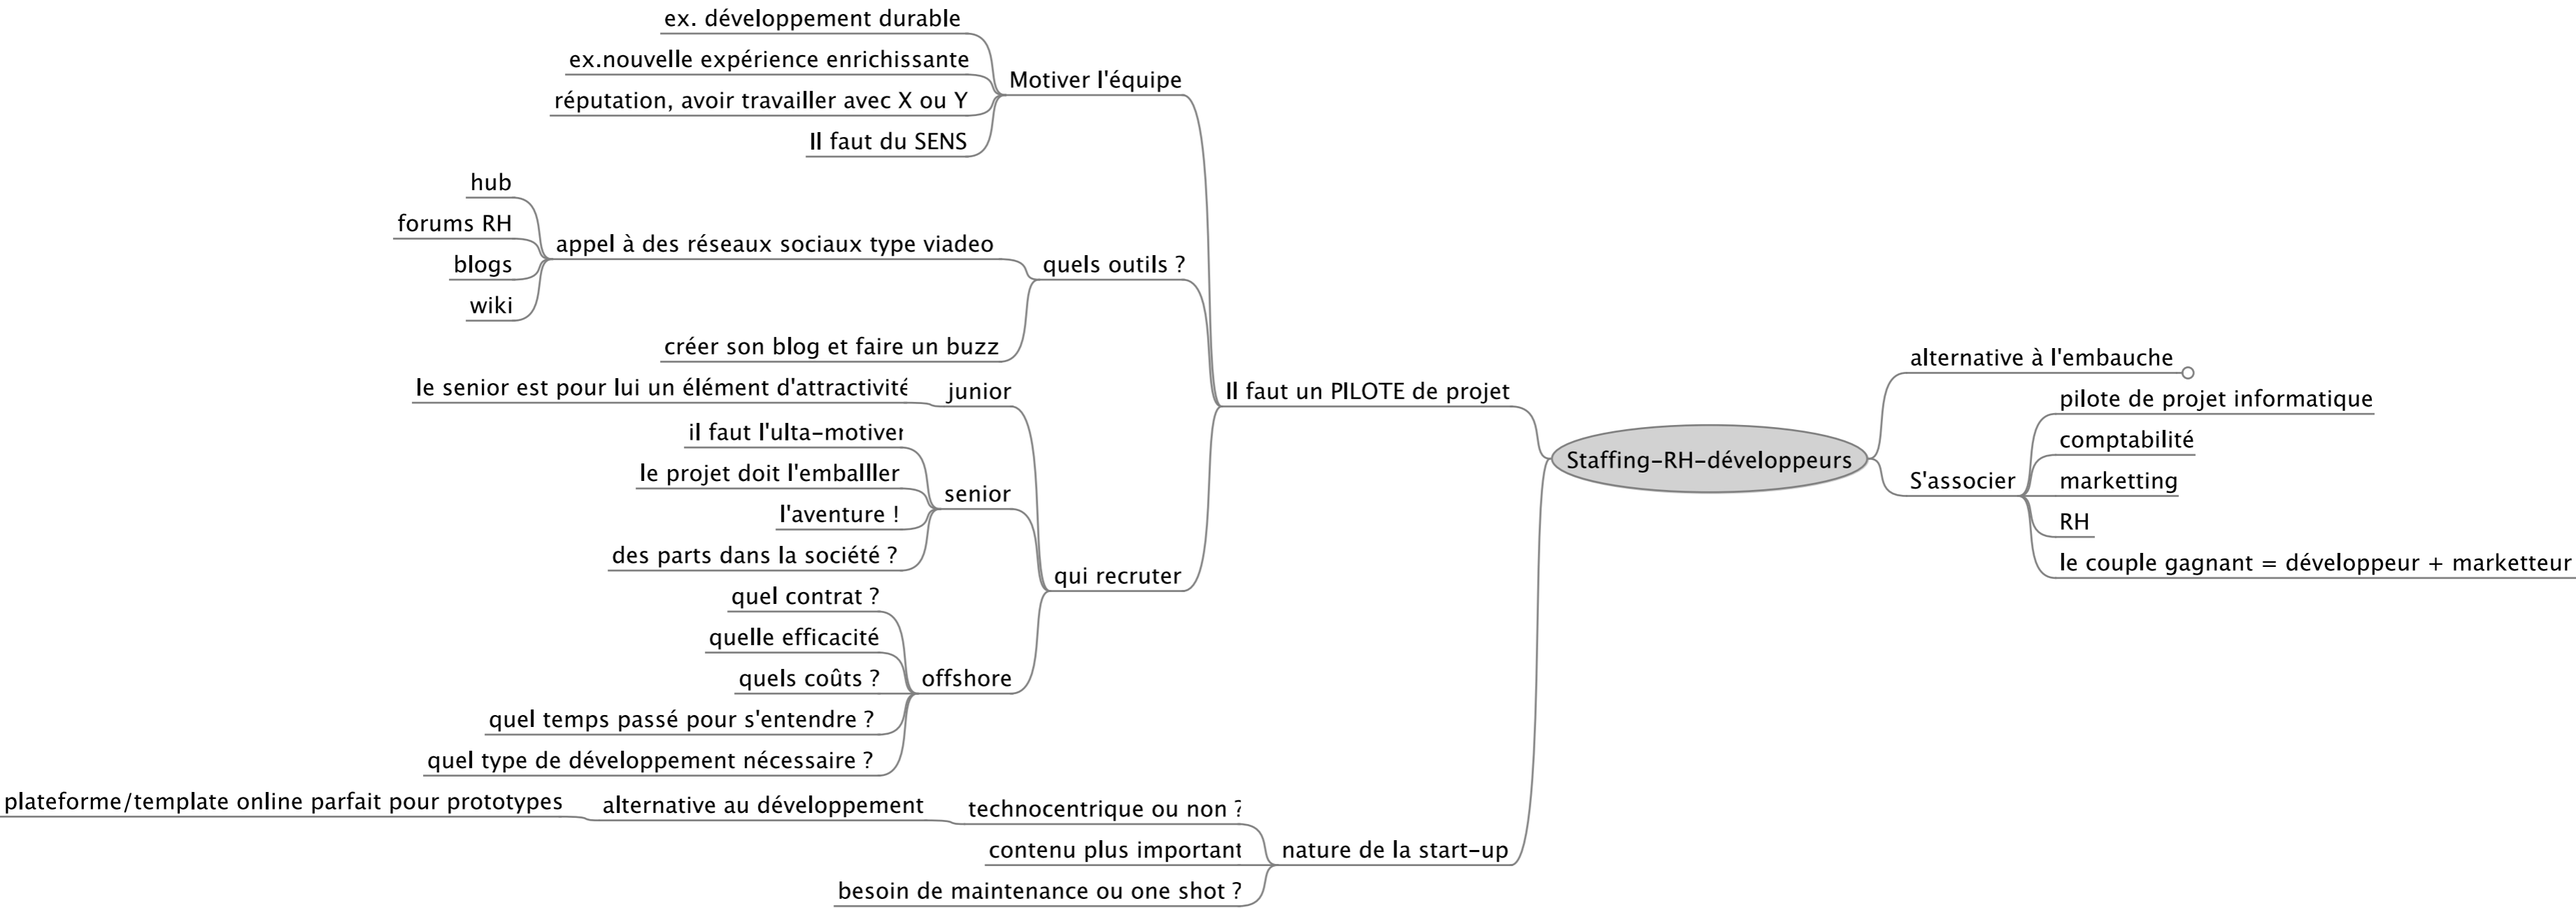 ex. développement durable
ex.nouvelle expérience enrichissante
réputation, avoir travailler avec X ou Y
Il faut du SENS
Motiver l'équipe
hub
forums RH
blogs
wiki
appel à des réseaux sociaux type viadeo
créer son blog et faire un buzz
quels outils ?
le senior est pour lui un élément d'attractivité
junior
il faut l'ulta-motiver
le projet doit l'emballler
l'aventure !
des parts dans la société ?
senior
quel contrat ?
quelle efficacité
quels coûts ?
quel temps passé pour s'entendre ?
quel type de développement nécessaire ?
offshore
qui recruter
Il faut un PILOTE de projet
plateforme/template online parfait pour prototypes
alternative au développement
technocentrique ou non ?
contenu plus important
besoin de maintenance ou one shot ?
nature de la start-up
Staffing-RH-développeurs
alternative à l'embauche
S'associer
pilote de projet informatique
comptabilité
marketting
RH
le couple gagnant = développeur + marketteur